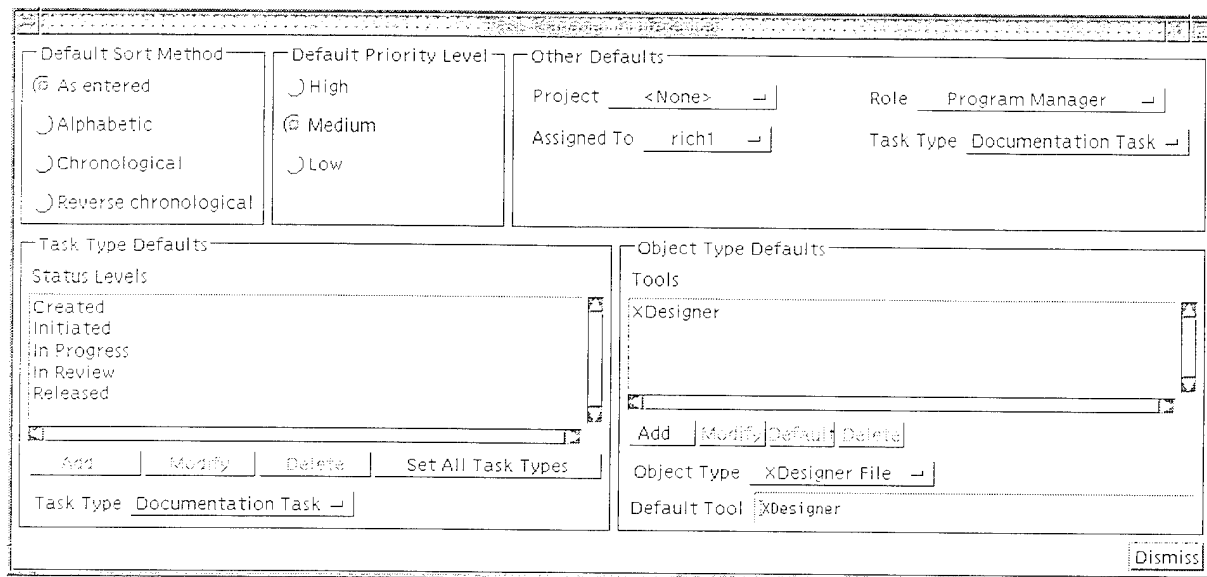 Default Sort Method
As entered
Alphabetic
Chronological
Reverse chronological
Default Priority Level
High
Medium
Low
Other Defaults
Project <None>
Role Program Manager
Assigned To rich1
Task Type Documentation Task
Task Type Defaults
Status Levels
Created
Initiated
In Progress
In Review
Released
Add Modify Delete Set All Task Types
Task Type Documentation Task
Object Type Defaults
Tools
XDesigner
Add Modify Default Delete
Object Type XDesigner File
Default Tool XDesigner
Dismiss